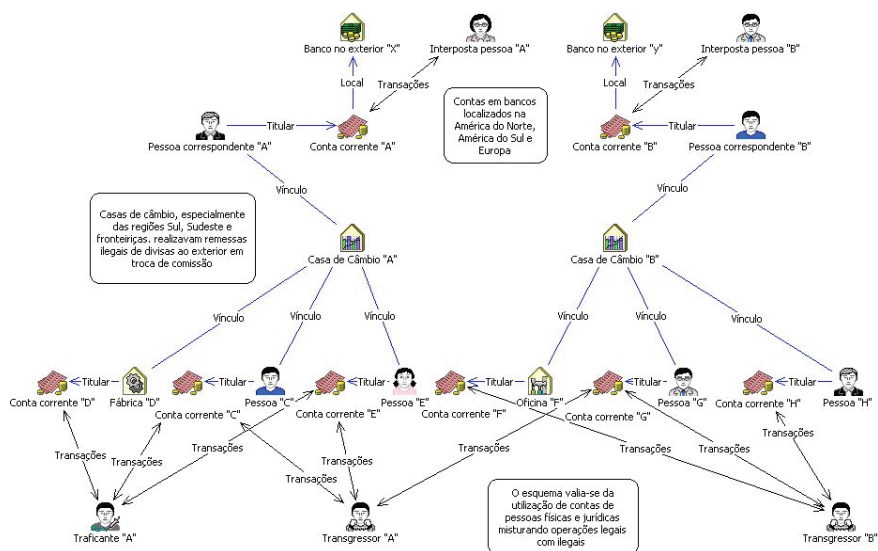 Banco no exterior "X"
Interposta pessoa "A"
Banco no exterior "y"
Interposta pessoa "B"
Local
Transações
Local
Transações
Contas em bancos
localizados na
América do Norte,
América do Sul e
Europa
Titular
Titular
Pessoa correspondente "A"
Conta corrente "A"
Conta corrente "B"
Pessoa correspondente "B"
Vínculo
Vínculo
Casas de câmbio, especialmente
das regiões Sul, Sudeste e
fronteiriças. realizavam remessas
ilegais de divisas ao exterior em
troca de comissão
Casa de Câmbio "A"
Casa de Câmbio "B"
Vínculo
Vínculo
Vínculo
Vínculo
Vínculo
Vínculo
Titular
Titular
Titular
Titular
Titular
Titular
Conta corrente "D"
Fábrica "D"
Conta corrente "C"
Pessoa "C"
Conta corrente "E"
Pessoa "E"
Conta corrente "F"
Oficina "F"
Conta corrente "G"
Pessoa "G"
Conta corrente "H"
Pessoa "H"
Transações
Transações
Transações
Transações
Transações
Transações
Transações
Transações
Transações
O esquema valia-se da
utilização de contas de
pessoas físicas e jurídicas
misturando operações legais
com ilegais
Traficante "A"
Transgressor "A"
Transgressor "B"